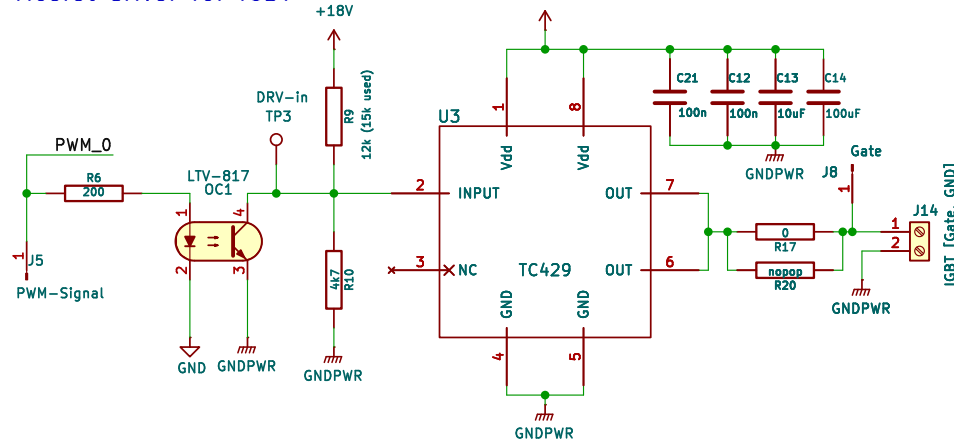 +18V
DRV-in
TP3
R9
12k (15k used)
U3
1
Vdd
8
Vdd
C21
100n
C12
100n
C13
10uF
C14
100uF
GNDPWR
PWM_0
R6
200
LTV-817
OC1
1
4
2
3
J5
1
PWM-Signal
GND
GNDPWR
4k7
R10
GNDPWR
2
INPUT
3
NC
TC429
OUT
7
OUT
6
GND
4
GND
5
GNDPWR
0
R17
nopop
R20
Gate
J8
1
J14
1
2
GNDPWR
IGBT [Gate, GND]